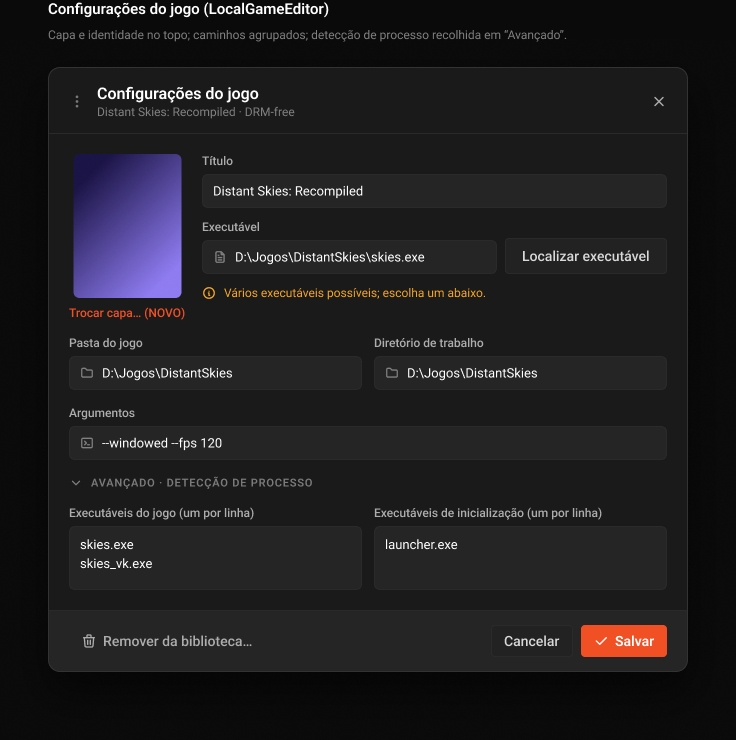 Configurações do jogo (LocalGameEditor)
Capa e identidade no topo; caminhos agrupados; detecção de processo recolhida em “Avançado”.
Configurações do jogo
Distant Skies: Recompiled · DRM-free
Título
Distant Skies: Recompiled
Executável
D:\Jogos\DistantSkies\skies.exe
Localizar executável
Vários executáveis possíveis; escolha um abaixo.
Trocar capa... (NOVO)
Pasta do jogo
Diretório de trabalho
D:\Jogos\DistantSkies
D:\Jogos\DistantSkies
Argumentos
--windowed --fps 120
AVANÇADO · DETECÇÃO DE PROCESSO
Executáveis do jogo (um por linha)
Executáveis de inicialização (um por linha)
skies.exe
skies_vk.exe
launcher.exe
Remover da biblioteca...
Cancelar
Salvar